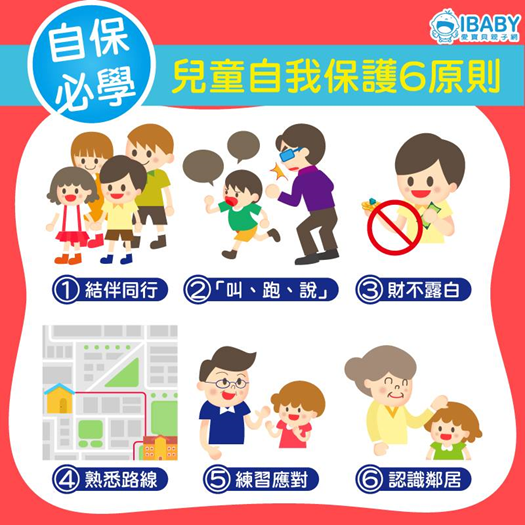 自保
必學
IBABY
愛寶貝親子網
兒童自我保護6原則
① 結伴同行
② 「叫、跑、說」
③ 財不露白
④ 熟悉路線
⑤ 練習應對
⑥ 認識鄰居